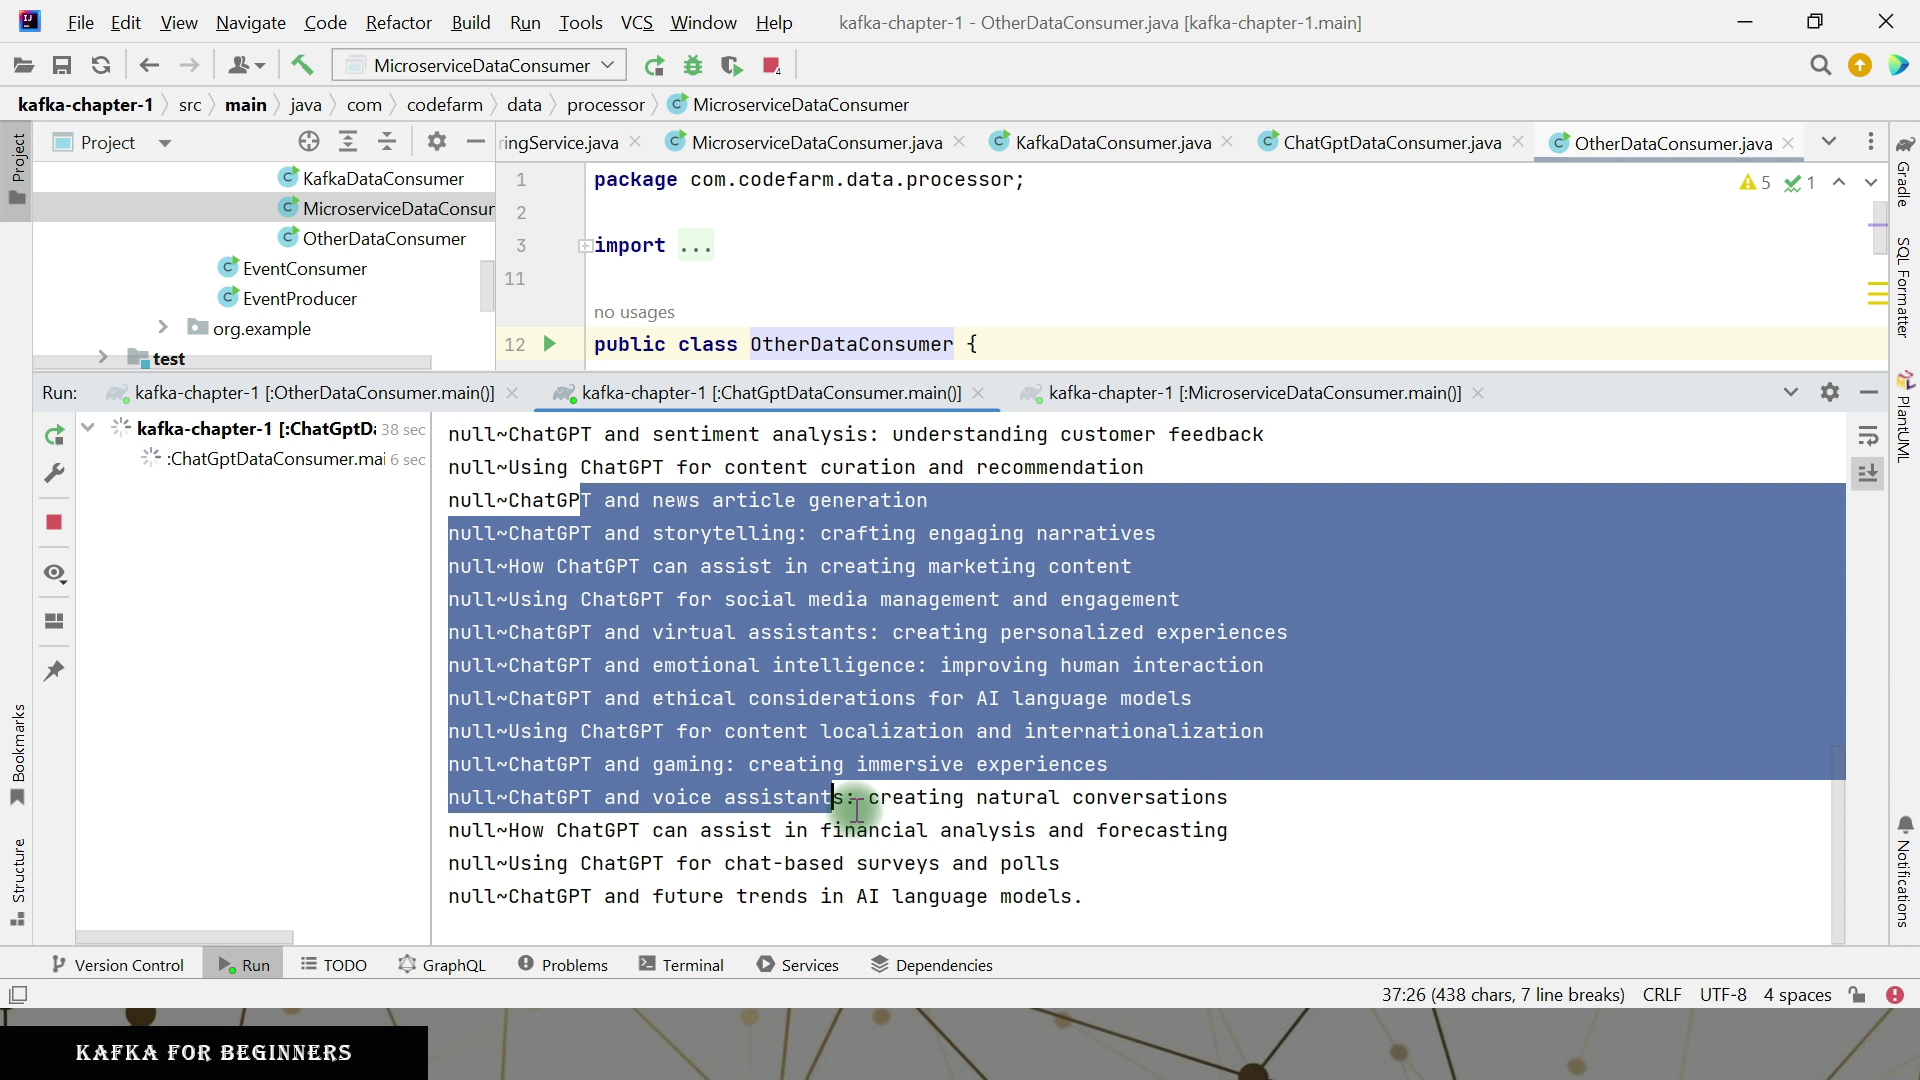 File Edit View Navigate Code Refactor Build Run Tools VCS Window Help kafka-chapter-1 - OtherDataConsumer.java [kafka-chapter-1.main]
MicroserviceDataConsumer
kafka-chapter-1 src main java com codefarm data processor MicroserviceDataConsumer
Project
Project
ringService.java MicroserviceDataConsumer.java KafkaDataConsumer.java ChatGptDataConsumer.java OtherDataConsumer.java
KafkaDataConsumer
MicroserviceDataConsur
OtherDataConsumer
EventConsumer
EventProducer
org.example
test
1 package com.codefarm.data.processor;
2
3 import ...
11
no usages
12 public class OtherDataConsumer {
5 1
Gradle
SQL Formatter
PlantUML
Notifications
Run: kafka-chapter-1 [:OtherDataConsumer.main()] kafka-chapter-1 [:ChatGptDataConsumer.main()] kafka-chapter-1 [:MicroserviceDataConsumer.main()]
kafka-chapter-1 [:ChatGptDa 38 sec
:ChatGptDataConsumer.mai 6 sec
null~ChatGPT and sentiment analysis: understanding customer feedback
null~Using ChatGPT for content curation and recommendation
null~ChatGPT and news article generation
null~ChatGPT and storytelling: crafting engaging narratives
null~How ChatGPT can assist in creating marketing content
null~Using ChatGPT for social media management and engagement
null~ChatGPT and virtual assistants: creating personalized experiences
null~ChatGPT and emotional intelligence: improving human interaction
null~ChatGPT and ethical considerations for AI language models
null~Using ChatGPT for content localization and internationalization
null~ChatGPT and gaming: creating immersive experiences
null~ChatGPT and voice assistants: creating natural conversations
null~How ChatGPT can assist in financial analysis and forecasting
null~Using ChatGPT for chat-based surveys and polls
null~ChatGPT and future trends in AI language models.
Bookmarks
Structure
Version Control Run TODO GraphQL Problems Terminal Services Dependencies
37:26 (438 chars, 7 line breaks) CRLF UTF-8 4 spaces
KAFKA FOR BEGINNERS